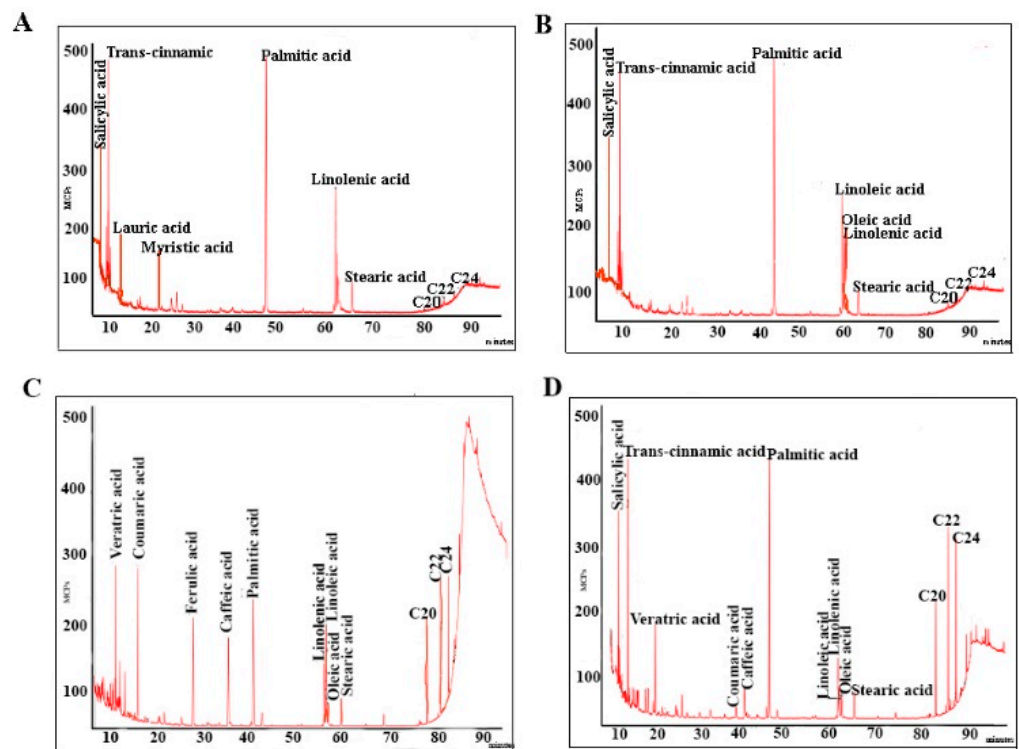 A
500
400
300
200
100
MCPs
Salicylic acid
Trans-cinnamic
Lauric acid
Myristic acid
Palmitic acid
Linolenic acid
Stearic acid
C20
C22
C24
10 20 30 40 50 60 70 80 90
minutes
B
500
400
300
200
100
MCPs
Salicylic acid
Trans-cinnamic acid
Palmitic acid
Linoleic acid
Oleic acid
Linolenic acid
Stearic acid
C20
C22
C24
10 20 30 40 50 60 70 80 90
minutes
C
500
400
300
200
100
MCPs
Veratric acid
Coumaric acid
Ferulic acid
Caffeic acid
Palmitic acid
Linolenic acid
Linoleic acid
Oleic acid
Stearic acid
C20
C22
C24
10 20 30 40 50 60 70 80 90
minutes
D
500
400
300
200
100
MCPs
Salicylic acid
Trans-cinnamic acid
Veratric acid
Coumaric acid
Caffeic acid
Palmitic acid
Linoleic acid
Linolenic acid
Oleic acid
Stearic acid
C20
C22
C24
10 20 30 40 50 60 70 80 90
minutes